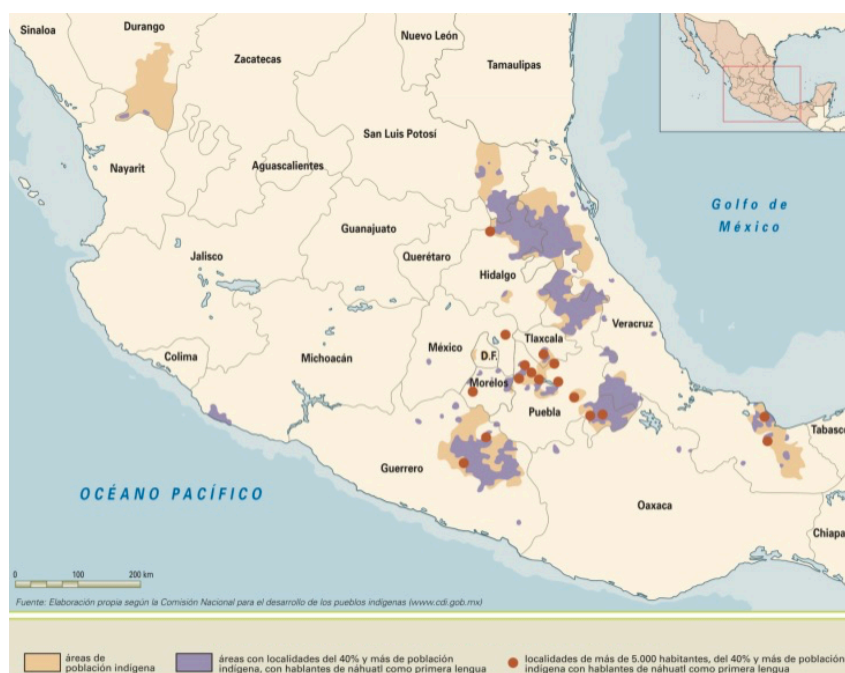 Sinaloa
Durango
Zacatecas
Nuevo León
Tamaulipas
San Luis Potosí
Nayarit
Aguascalientes
Golfo de
México
Guanajuato
Querétaro
Jalisco
Hidalgo
Veracruz
Tlaxcala
México
D.F.
Colima
Michoacán
Morelos
Puebla
Tabasco
Guerrero
OCÉANO PACÍFICO
Oaxaca
Chiapa
0 100 200 km
Fuente: Elaboración propia según la Comisión Nacional para el desarrollo de los pueblos indígenas (www.cdi.gob.mx)
áreas de
población indígena
áreas con localidades del 40% y más de población
indígena, con hablantes de náhuatl como primera lengua
localidades de más de 5.000 habitantes, del 40% y más de población
indígena con hablantes de náhuatl como primera lengua